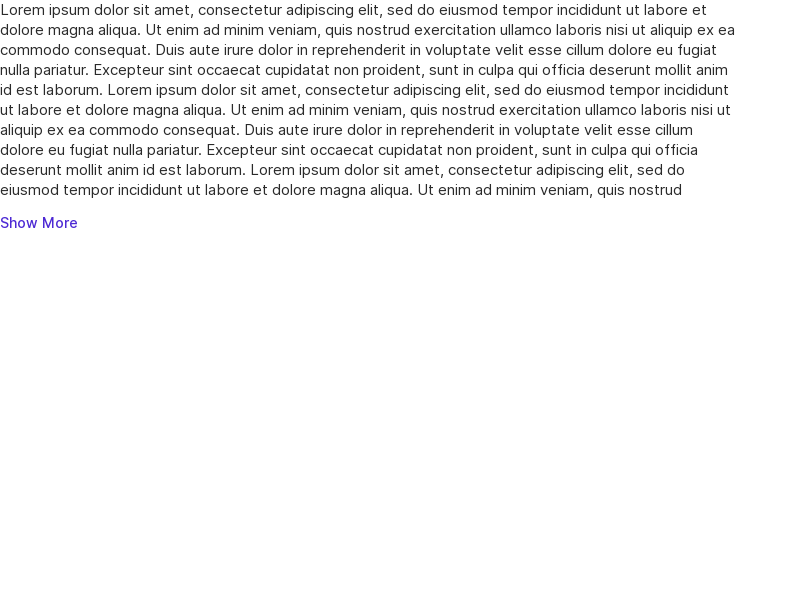 Lorem ipsum dolor sit amet, consectetur adipiscing elit, sed do eiusmod tempor incididunt ut labore et
dolore magna aliqua. Ut enim ad minim veniam, quis nostrud exercitation ullamco laboris nisi ut aliquip ex ea
commodo consequat. Duis aute irure dolor in reprehenderit in voluptate velit esse cillum dolore eu fugiat
nulla pariatur. Excepteur sint occaecat cupidatat non proident, sunt in culpa qui officia deserunt mollit anim
id est laborum. Lorem ipsum dolor sit amet, consectetur adipiscing elit, sed do eiusmod tempor incididunt
ut labore et dolore magna aliqua. Ut enim ad minim veniam, quis nostrud exercitation ullamco laboris nisi ut
aliquip ex ea commodo consequat. Duis aute irure dolor in reprehenderit in voluptate velit esse cillum
dolore eu fugiat nulla pariatur. Excepteur sint occaecat cupidatat non proident, sunt in culpa qui officia
deserunt mollit anim id est laborum. Lorem ipsum dolor sit amet, consectetur adipiscing elit, sed do
eiusmod tempor incididunt ut labore et dolore magna aliqua. Ut enim ad minim veniam, quis nostrud
Show More